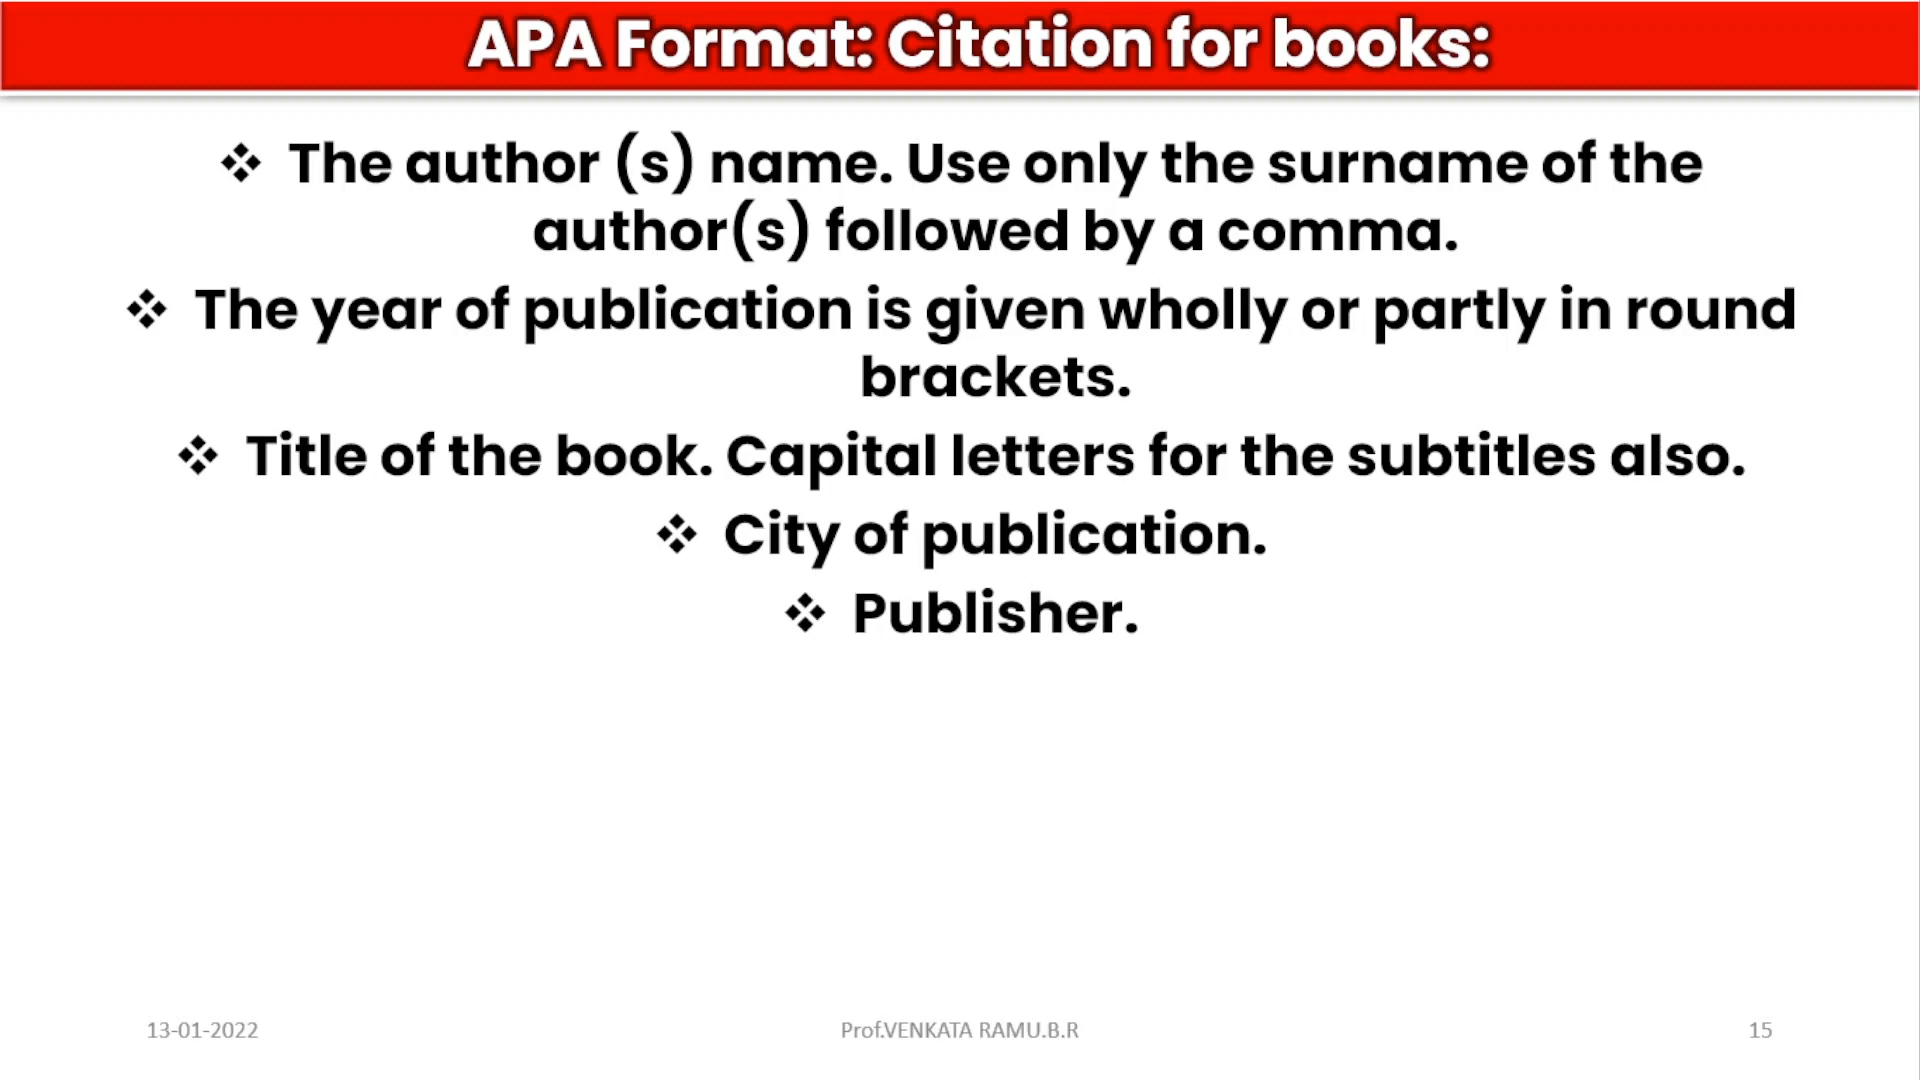 APA Format: Citation for books:
❖ The author (s) name. Use only the surname of the
author(s) followed by a comma.
❖ The year of publication is given wholly or partly in round
brackets.
❖ Title of the book. Capital letters for the subtitles also.
❖ City of publication.
❖ Publisher.
13-01-2022 Prof.VENKATA RAMU.B.R 15